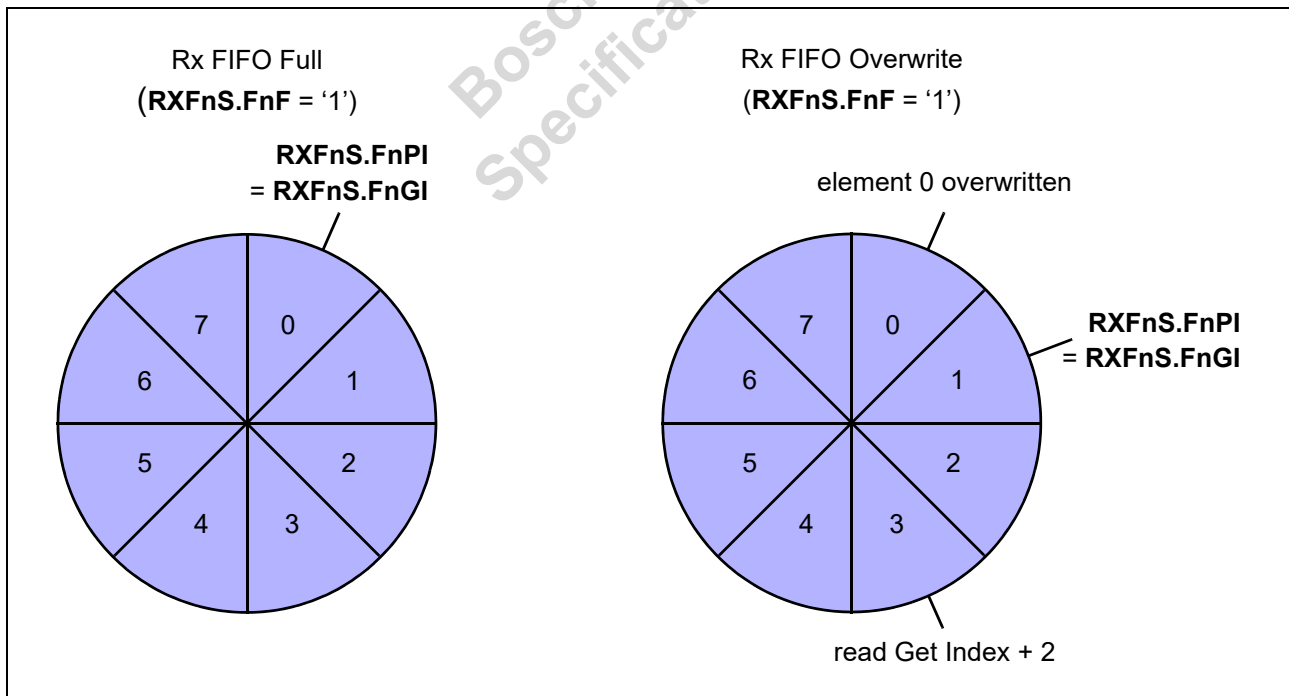 Rx FIFO Full
(RXFnS.FnF = ‘1’)
RXFnS.FnPI
= RXFnS.FnGI
7
0
6
1
5
2
4
3
Rx FIFO Overwrite
(RXFnS.FnF = ‘1’)
element 0 overwritten
RXFnS.FnPI
= RXFnS.FnGI
7
0
6
1
5
2
4
3
read Get Index + 2